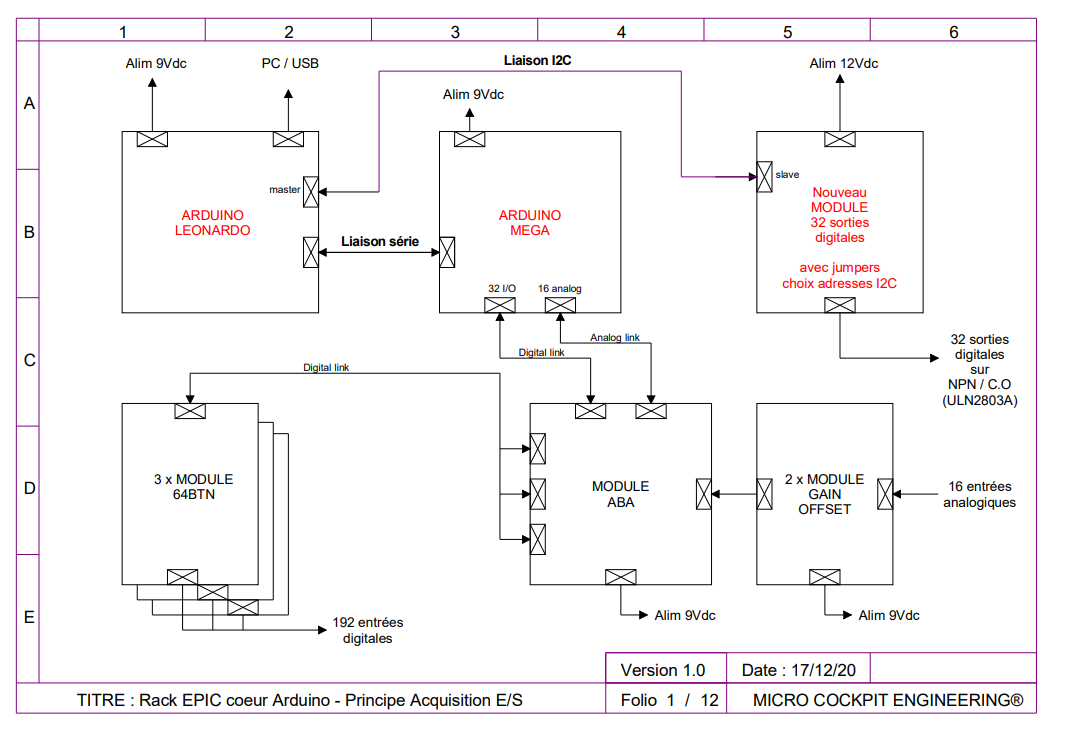 1 2 3 4 5 6
Alim 9Vdc
PC / USB
Liaison I2C
Alim 12Vdc
Alim 9Vdc
A
master
slave
ARDUINO
LEONARDO
ARDUINO
MEGA
Nouveau
MODULE
32 sorties
digitales
avec jumpers
choix adresses I2C
B
Liaison série
32 I/O
16 analog
C
Analog link
Digital link
Digital link
32 sorties
digitales
sur
NPN / C.O
(ULN2803A)
D
3 x MODULE
64BTN
MODULE
ABA
2 x MODULE
GAIN
OFFSET
16 entrées
analogiques
E
Alim 9Vdc
Alim 9Vdc
192 entrées
digitales
Version 1.0
Date : 17/12/20
TITRE : Rack EPIC coeur Arduino - Principe Acquisition E/S
Folio 1 / 12
MICRO COCKPIT ENGINEERING®